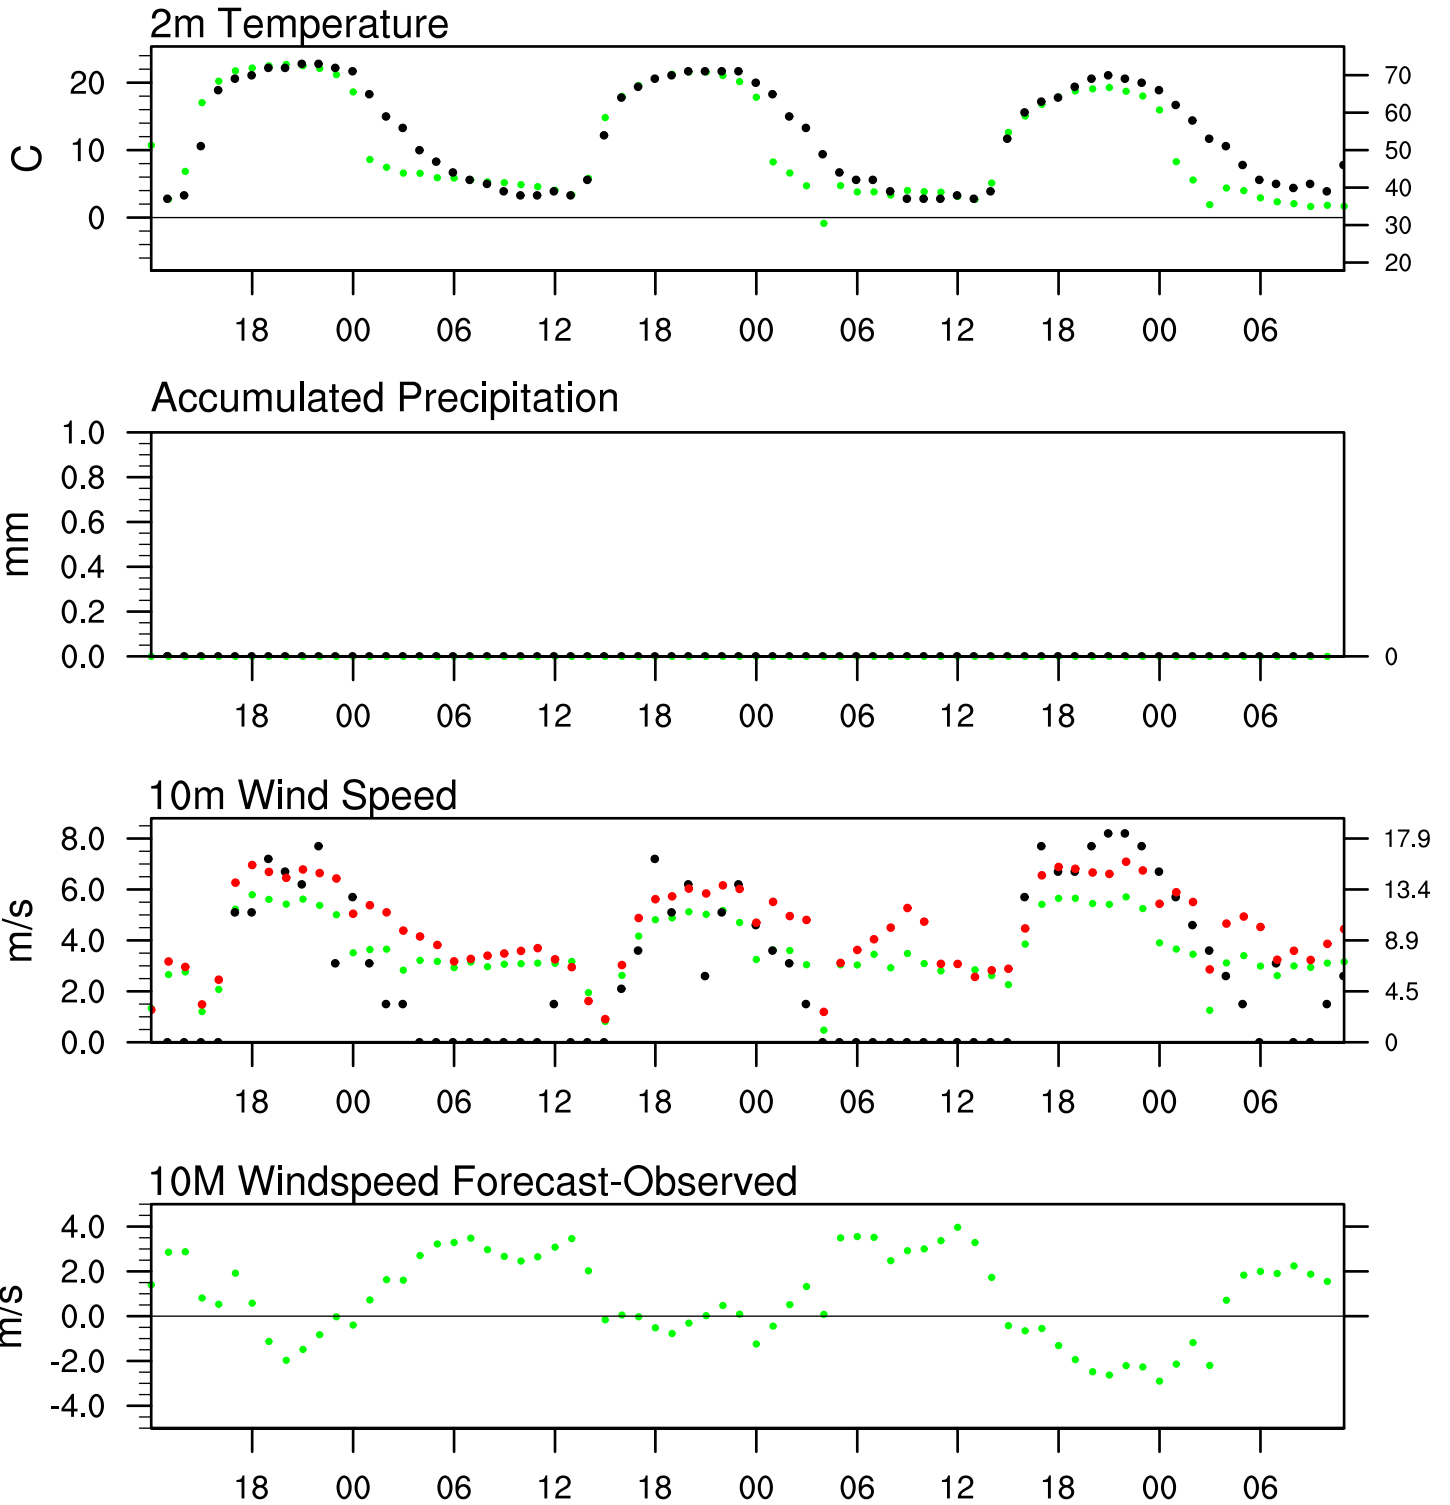 2m Temperature
C
20
10
0
70
60
50
40
30
20
18 00 06 12 18 00 06 12 18 00 06
Accumulated Precipitation
mm
1.0
0.8
0.6
0.4
0.2
0.0
0
18 00 06 12 18 00 06 12 18 00 06
10m Wind Speed
m/s
8.0
6.0
4.0
2.0
0.0
17.9
13.4
8.9
4.5
0
18 00 06 12 18 00 06 12 18 00 06
10M Windspeed Forecast-Observed
m/s
4.0
2.0
0.0
-2.0
-4.0
18 00 06 12 18 00 06 12 18 00 06